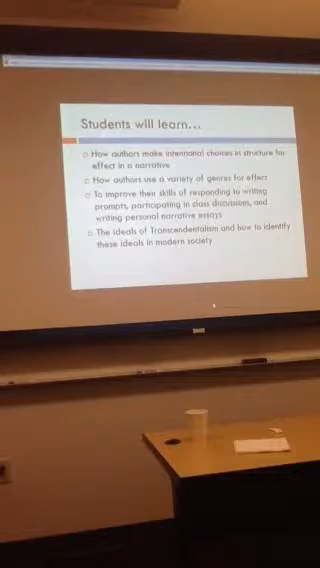 Students will learn...
How authors make intentional choices in structure for
effect in a narrative
How authors use a variety of genres for effect
To improve their skills of responding to writing
prompts, participating in class discussions, and
writing personal narrative essays
The ideals of Transcendentalism and how to identify
these ideals in modern society